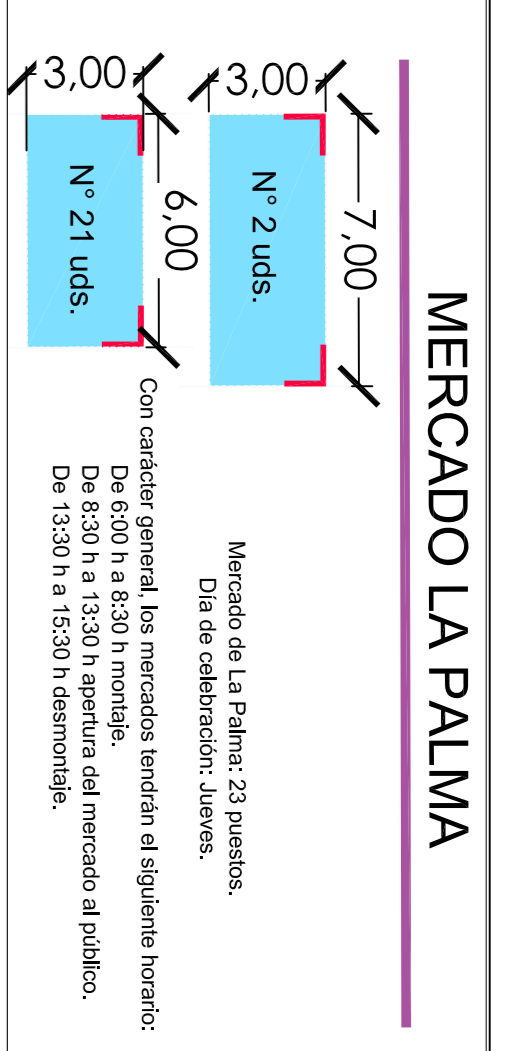 MERCADO LA PALMA
7,00
3,00
N° 2 uds.
6,00
3,00
N° 21 uds.
Mercado de La Palma: 23 puestos.
Día de celebración: Jueves.
Con carácter general, los mercados tendrán el siguiente horario:
De 6:00 h a 8:30 h montaje.
De 8:30 h a 13:30 h apertura del mercado al público.
De 13:30 h a 15:30 h desmontaje.